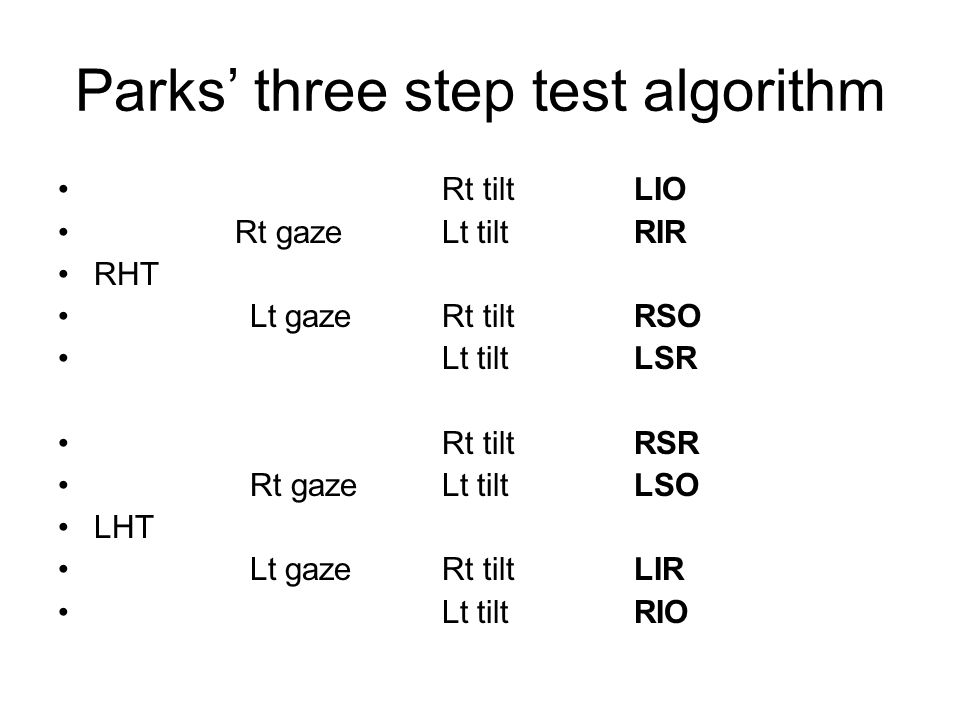 Parks’ three step test algorithm
• Rt tilt LIO
• Rt gaze Lt tilt RIR
• RHT
• Lt gaze Rt tilt RSO
• Lt tilt LSR
• Rt tilt RSR
• Rt gaze Lt tilt LSO
• LHT
• Lt gaze Rt tilt LIR
• Lt tilt RIO